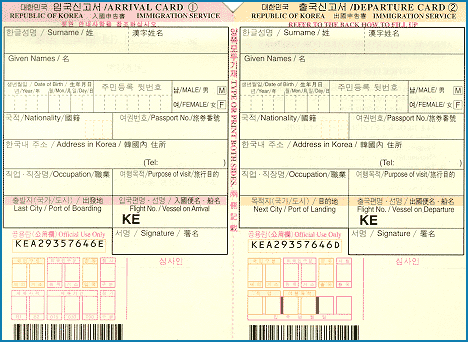 대한민국 입국신고서 /ARRIVAL CARD ①
REPUBLIC OF KOREA 入國申告書 IMMIGRATION SERVICE
한글성명 / Surname / 姓 漢字姓名
Given Names / 名
생년월일 / Date of Birth / 生年月日
주민등록 뒷번호
남/MALE/男 M
여/FEMALE/女 F
국적/Nationality/國籍 여권번호/Passport No./旅券番號
한국내 주소 / Address in Korea / 韓國內 住所
(Tel: )
직업·직장명/Occupation/職業 여행목적/Purpose of visit/旅行目的
출발지(국가/도시) / 出發地 입국편명·선명/入國便名·船名
Last City / Port of Boarding Flight No. / Vessel on Arrival
KE
서명 / Signature / 署名
공용란(公用欄) Official Use Only
KEA29357646E
심사인
TYPE OR PRINT BOTH SIDES
대한민국 출국신고서 /DEPARTURE CARD ②
REPUBLIC OF KOREA 出國申告書 IMMIGRATION SERVICE
REFER TO THE BACK HOW TO FILL UP
한글성명 / Surname / 姓 漢字姓名
Given Names / 名
생년월일 / Date of Birth / 生年月日
주민등록 뒷번호
남/MALE/男 M
여/FEMALE/女 F
국적/Nationality/國籍 여권번호/Passport No./旅券番號
한국내 주소 / Address in Korea / 韓國內 住所
(Tel: )
직업·직장명/Occupation/職業 여행목적/Purpose of visit/旅行目的
목적지(국가/도시) / 目的地 출국편명·선명/出國便名·船名
Next City / Port of Landing Flight No. / Vessel on Departure
KE
서명 / Signature / 署名
공용란(公用欄) Official Use Only
KEA29357646D
심사인